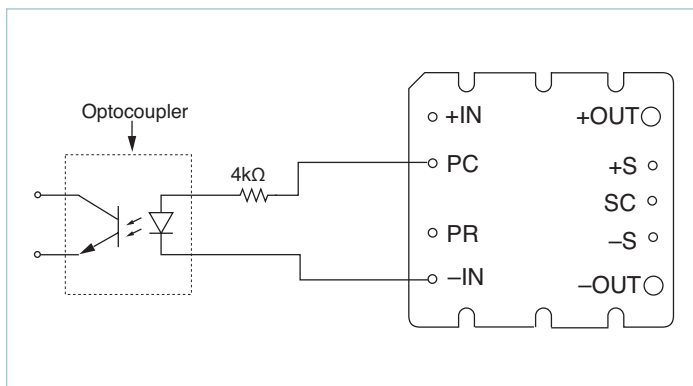 Optocoupler
4kΩ
+IN
PC
PR
–IN
+OUT
+S
SC
–S
–OUT